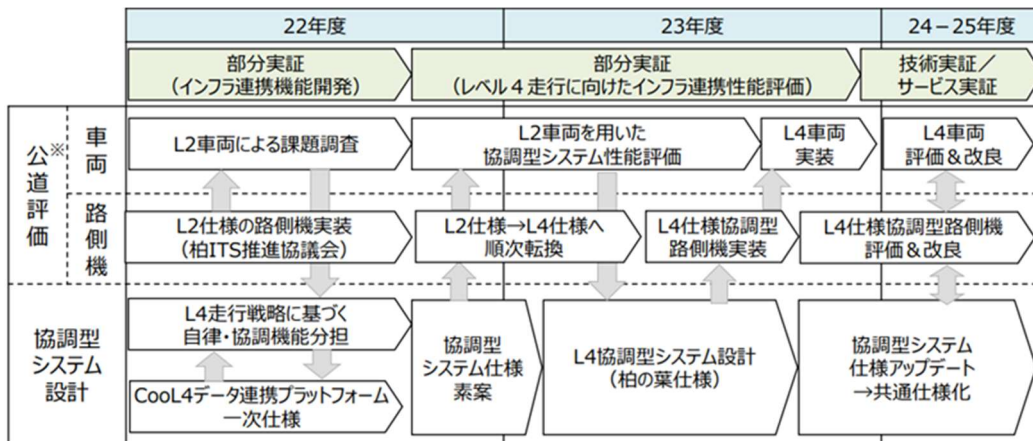 22年度
23年度
24－25年度
部分実証
（インフラ連携機能開発）
部分実証
（レベル４走行に向けたインフラ連携性能評価）
技術実証／
サービス実証
公道評価※
車両
L2車両による課題調査
L2車両を用いた
協調型システム性能評価
L4車両
実装
L4車両
評価＆改良
路側機
L2仕様の路側機実装
（柏ITS推進協議会）
L2仕様→L4仕様へ
順次転換
L4仕様協調型
路側機実装
L4仕様協調型路側機
評価＆改良
協調型
システム
設計
L4走行戦略に基づく
自律・協調機能分担
CooL4データ連携プラットフォーム
一次仕様
協調型
システム仕様
素案
L4協調型システム設計
（柏の葉仕様）
協調型システム
仕様アップデート
→共通仕様化